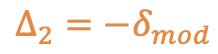 Δ₂ = −δ_mod